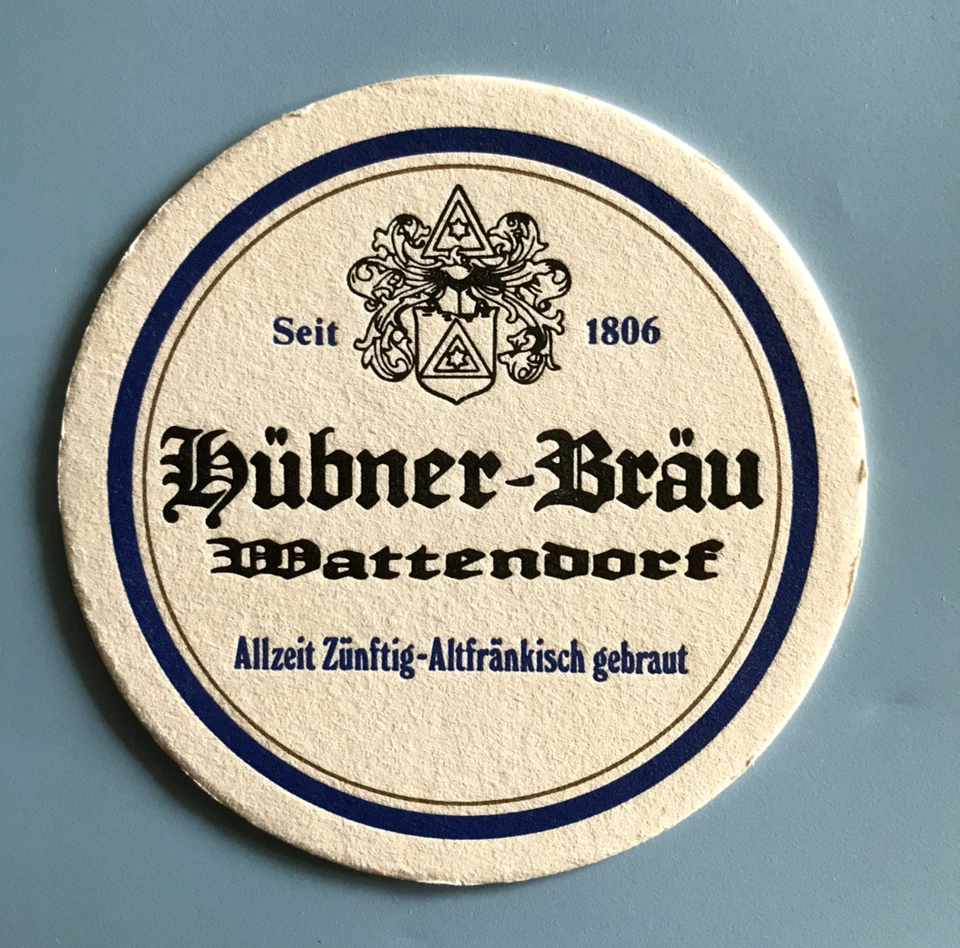 Seit 1806
Hübner-Bräu
Wattendorf
Allzeit Zünftig-Altfränkisch gebraut